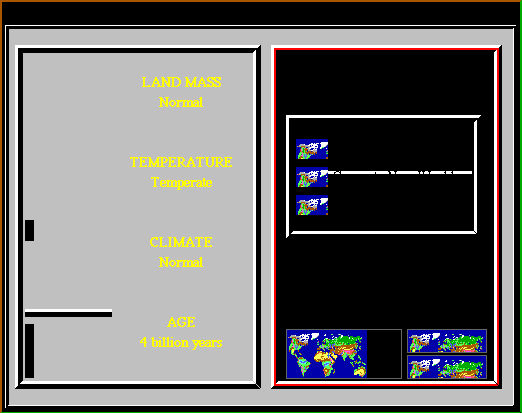 LAND MASS
Normal
TEMPERATURE
Temperate
CLIMATE
Normal
AGE
4 billion years